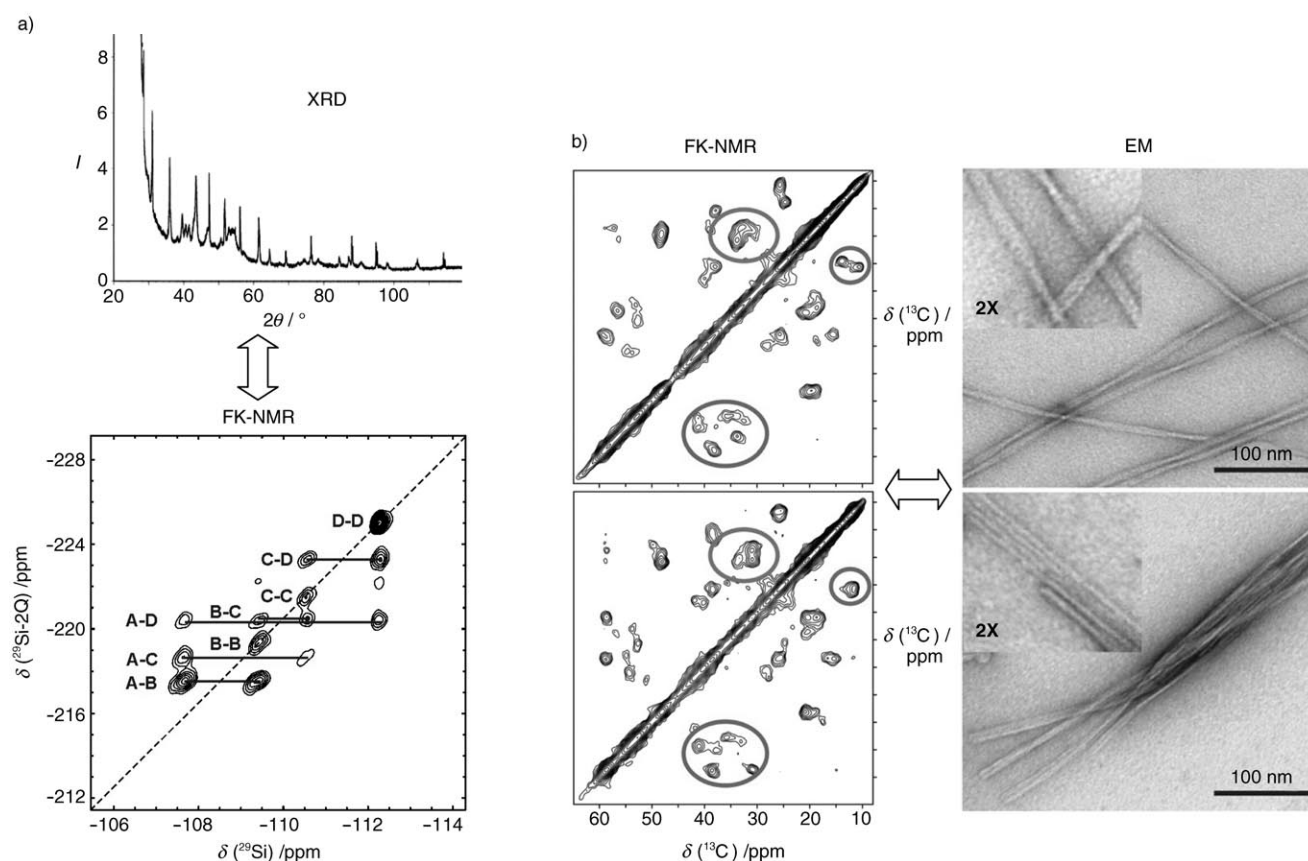 a)
XRD
8
6
I
4
2
0
20 40 60 80 100
2θ / °
FK-NMR
δ (²⁹Si-2Q) /ppm
−228
−224
−220
−216
−212
D-D
C-D
C-C
B-C
A-D
B-B
A-C
A-B
−106 −108 −110 −112 −114
δ (²⁹Si) /ppm
b)
FK-NMR
δ (¹³C) /
ppm
δ (¹³C) /
ppm
60 50 40 30 20 10
δ (¹³C) /ppm
EM
2X
100 nm
2X
100 nm